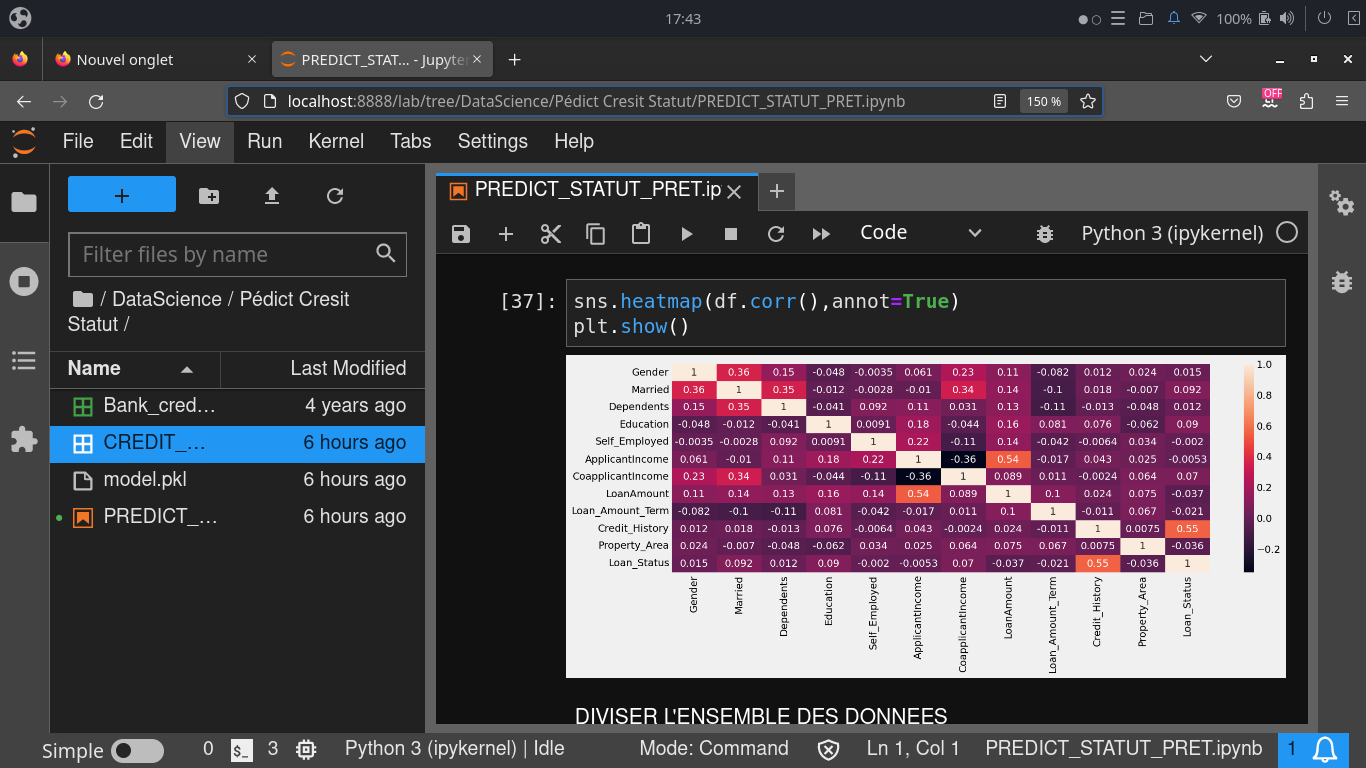 17:43
100%
Nouvel onglet
PREDICT_STAT... - Jupyter
localhost:8888/lab/tree/DataScience/Pédict Cresit Statut/PREDICT_STATUT_PRET.ipynb
150 %
OFF
File Edit View Run Kernel Tabs Settings Help
+
Filter files by name
/ DataScience / Pédict Cresit
Statut /
Name Last Modified
Bank_cred... 4 years ago
CREDIT_... 6 hours ago
model.pkl 6 hours ago
PREDICT_... 6 hours ago
PREDICT_STATUT_PRET.ip
Code Python 3 (ipykernel)
[37]: sns.heatmap(df.corr(),annot=True)
plt.show()
Gender 1 0.36 0.15 -0.048 -0.0035 0.061 0.23 0.11 -0.082 0.012 0.024 0.015
Married 0.36 1 0.35 -0.012 -0.0028 -0.01 0.34 0.14 -0.1 0.018 -0.007 0.092
Dependents 0.15 0.35 1 -0.041 0.092 0.11 0.031 0.13 -0.11 -0.013 -0.048 0.012
Education -0.048 -0.012 -0.041 1 0.0091 0.18 -0.044 0.16 0.081 0.076 -0.062 0.09
Self_Employed -0.0035 -0.0028 0.092 0.0091 1 0.22 -0.11 0.14 -0.042 -0.0064 0.034 -0.002
ApplicantIncome 0.061 -0.01 0.11 0.18 0.22 1 -0.36 0.54 -0.017 0.043 0.025 -0.0053
CoapplicantIncome 0.23 0.34 0.031 -0.044 -0.11 -0.36 1 0.089 0.011 -0.0024 0.064 0.07
LoanAmount 0.11 0.14 0.13 0.16 0.14 0.54 0.089 1 0.1 0.024 0.075 -0.037
Loan_Amount_Term -0.082 -0.1 -0.11 0.081 -0.042 -0.017 0.011 0.1 1 -0.011 0.067 -0.021
Credit_History 0.012 0.018 -0.013 0.076 -0.0064 0.043 -0.0024 0.024 -0.011 1 0.0075 0.55
Property_Area 0.024 -0.007 -0.048 -0.062 0.034 0.025 0.064 0.075 0.067 0.0075 1 -0.036
Loan_Status 0.015 0.092 0.012 0.09 -0.002 -0.0053 0.07 -0.037 -0.021 0.55 -0.036 1
Gender
Married
Dependents
Education
Self_Employed
ApplicantIncome
CoapplicantIncome
LoanAmount
Loan_Amount_Term
Credit_History
Property_Area
Loan_Status
1.0
0.8
0.6
0.4
0.2
0.0
−0.2
DIVISER L'ENSEMBLE DES DONNEES
Simple 0 $_ 3 Python 3 (ipykernel) | Idle Mode: Command Ln 1, Col 1 PREDICT_STATUT_PRET.ipynb 1